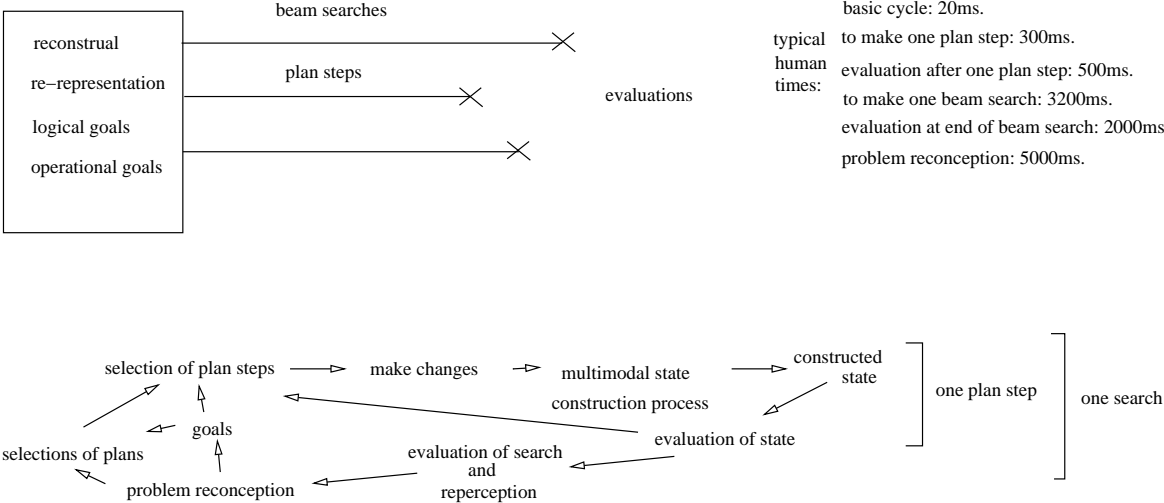 beam searches
reconstrual
plan steps
re−representation
evaluations
logical goals
operational goals
typical
human
times:
basic cycle: 20ms.
to make one plan step: 300ms.
evaluation after one plan step: 500ms.
to make one beam search: 3200ms.
evaluation at end of beam search: 2000ms
problem reconception: 5000ms.
selection of plan steps
make changes
multimodal state
construction process
constructed
state
one plan step
one search
goals
evaluation of state
selections of plans
evaluation of search
and
reperception
problem reconception